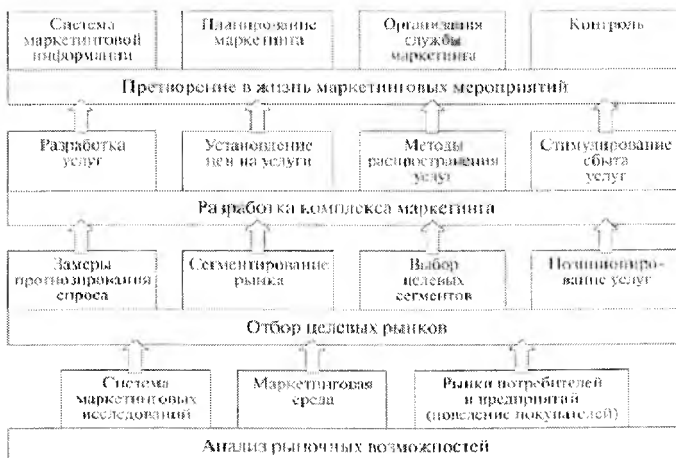 Система
маркетинговой
информации
Планирование
маркетинга
Организация
службы
маркетинга
Контроль
Претворение в жизнь маркетинговых мероприятий
Разработка
услуг
Установление
цен на услуги
Методы
распространения
услуг
Стимулирование
сбыта
услуг
Разработка комплекса маркетинга
Замеры
прогнозирования
спроса
Сегментирование
рынка
Выбор
целевых
сегментов
Позициониро-
вание услуг
Отбор целевых рынков
Система
маркетинговых
исследований
Маркетинговая
среда
Рынки потребителей
и предприятий
(поведение покупателей)
Анализ рыночных возможностей